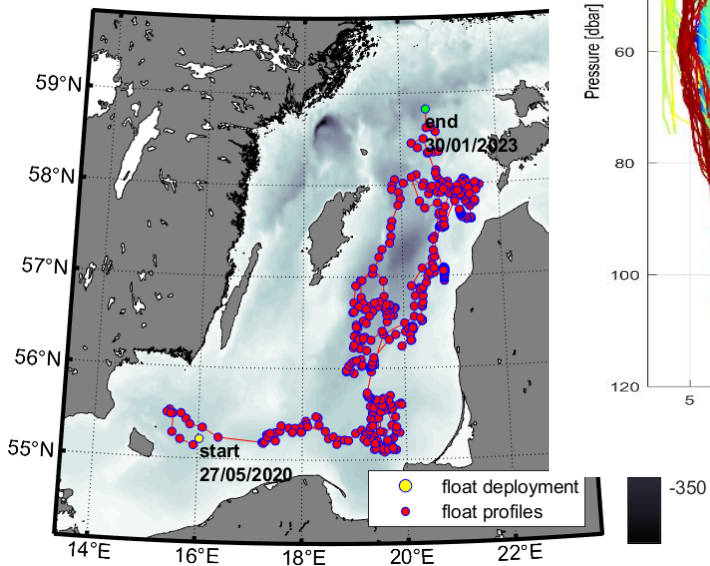 59°N
58°N
57°N
56°N
55°N
14°E
16°E
18°E
20°E
22°E
end
30/01/2023
start
27/05/2020
float deployment
float profiles
Pressure [dbar]
60
80
100
120
5
-350